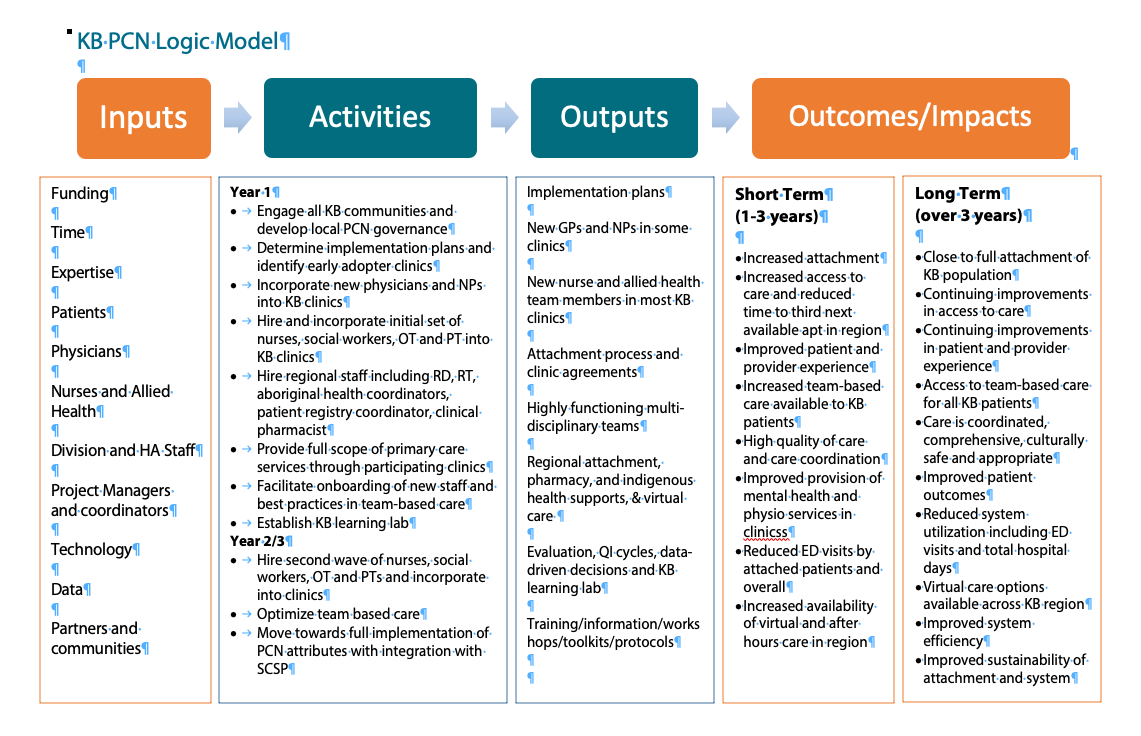 KB PCN Logic Model¶
¶
Inputs
Activities
Outputs
Outcomes/Impacts
¶
Funding¶
¶
Time¶
¶
Expertise¶
¶
Patients¶
¶
Physicians¶
¶
Nurses and Allied
Health¶
¶
Division and HA Staff¶
¶
Project Managers
and coordinators¶
¶
Technology¶
¶
Data¶
¶
Partners and
communities¶
Year 1¶
• → Engage all KB communities and
develop local PCN governance¶
• → Determine implementation plans and
identify early adopter clinics¶
• → Incorporate new physicians and NPs
into KB clinics¶
• → Hire and incorporate initial set of
nurses, social workers, OT and PT into
KB clinics¶
• → Hire regional staff including RD, RT,
aboriginal health coordinators,
patient registry coordinator, clinical
pharmacist¶
• → Provide full scope of primary care
services through participating clinics¶
• → Facilitate onboarding of new staff and
best practices in team-based care¶
• → Establish KB learning lab¶
Year 2/3¶
• → Hire second wave of nurses, social
workers, OT and PTs and incorporate
into clinics¶
• → Optimize team based care¶
• → Move towards full implementation of
PCN attributes with integration with
SCSP¶
Implementation plans¶
¶
New GPs and NPs in some
clinics¶
¶
New nurse and allied health
team members in most KB
clinics¶
¶
Attachment process and
clinic agreements¶
¶
Highly functioning multi-
disciplinary teams¶
¶
Regional attachment,
pharmacy, and indigenous
health supports, & virtual
care ¶
¶
Evaluation, QI cycles, data-
driven decisions and KB
learning lab¶
¶
Training/information/works
hops/toolkits/protocols¶
¶
¶
Short Term¶
(1-3 years)¶
¶
•Increased attachment¶
•Increased access to
care and reduced
time to third next
available apt in region¶
•Improved patient and
provider experience¶
•Increased team-based
care available to KB
patients¶
•High quality of care
and care coordination¶
•Improved provision of
mental health and
physio services in
clinicss¶
•Reduced ED visits by
attached patients and
overall¶
•Increased availability
of virtual and after
hours care in region¶
Long Term¶
(over 3 years)¶
¶
•Close to full attachment of
KB population¶
•Continuing improvements
in access to care¶
•Continuing improvements
in patient and provider
experience¶
•Access to team-based care
for all KB patients¶
•Care is coordinated,
comprehensive, culturally
safe and appropriate¶
•Improved patient
outcomes¶
•Reduced system
utilization including ED
visits and total hospital
days¶
•Virtual care options
available across KB region¶
•Improved system
efficiency¶
•Improved sustainability of
attachment and system¶